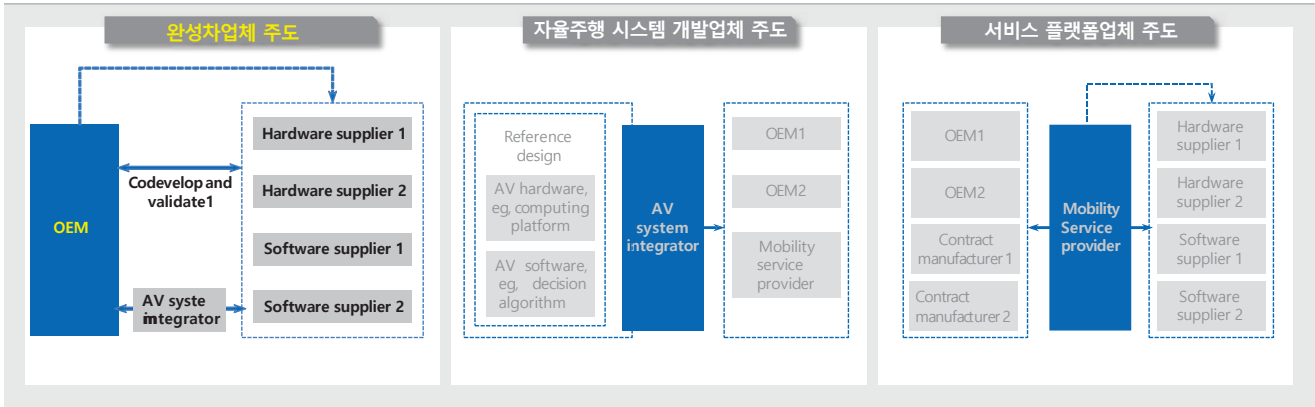 완성차업체 주도
OEM
Codevelop and
validate1
AV syste
integrator
Hardware supplier 1
Hardware supplier 2
Software supplier 1
Software supplier 2
자율주행 시스템 개발업체 주도
Reference
design
AV hardware,
eg, computing
platform
AV software,
eg, decision
algorithm
AV
system
integrator
OEM1
OEM2
Mobility
service
provider
서비스 플랫폼업체 주도
OEM1
OEM2
Contract
manufacturer 1
Contract
manufacturer 2
Mobility
Service
provider
Hardware
supplier 1
Hardware
supplier 2
Software
supplier 1
Software
supplier 2